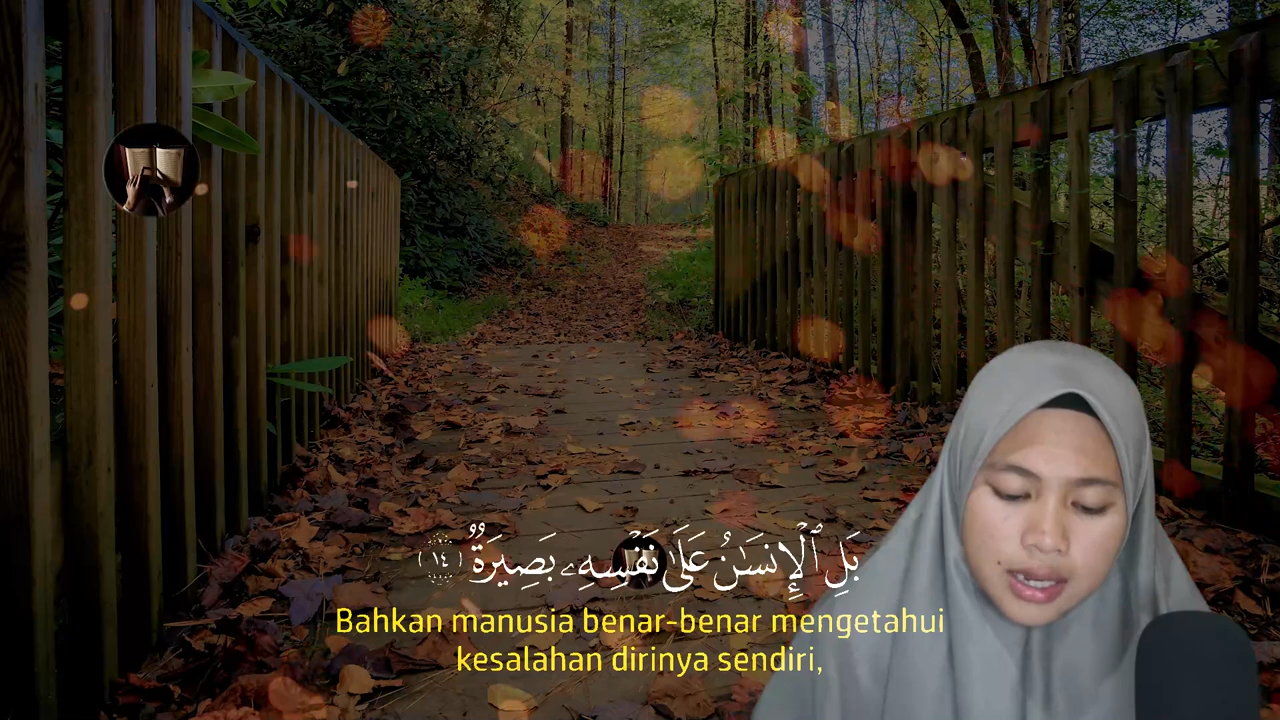 بَلِ ٱلْإِنسَٰنُ عَلَىٰ نَفْسِهِۦ بَصِيرَةٌ ﴿١٤﴾
Bahkan manusia benar-benar mengetahui
kesalahan dirinya sendiri,